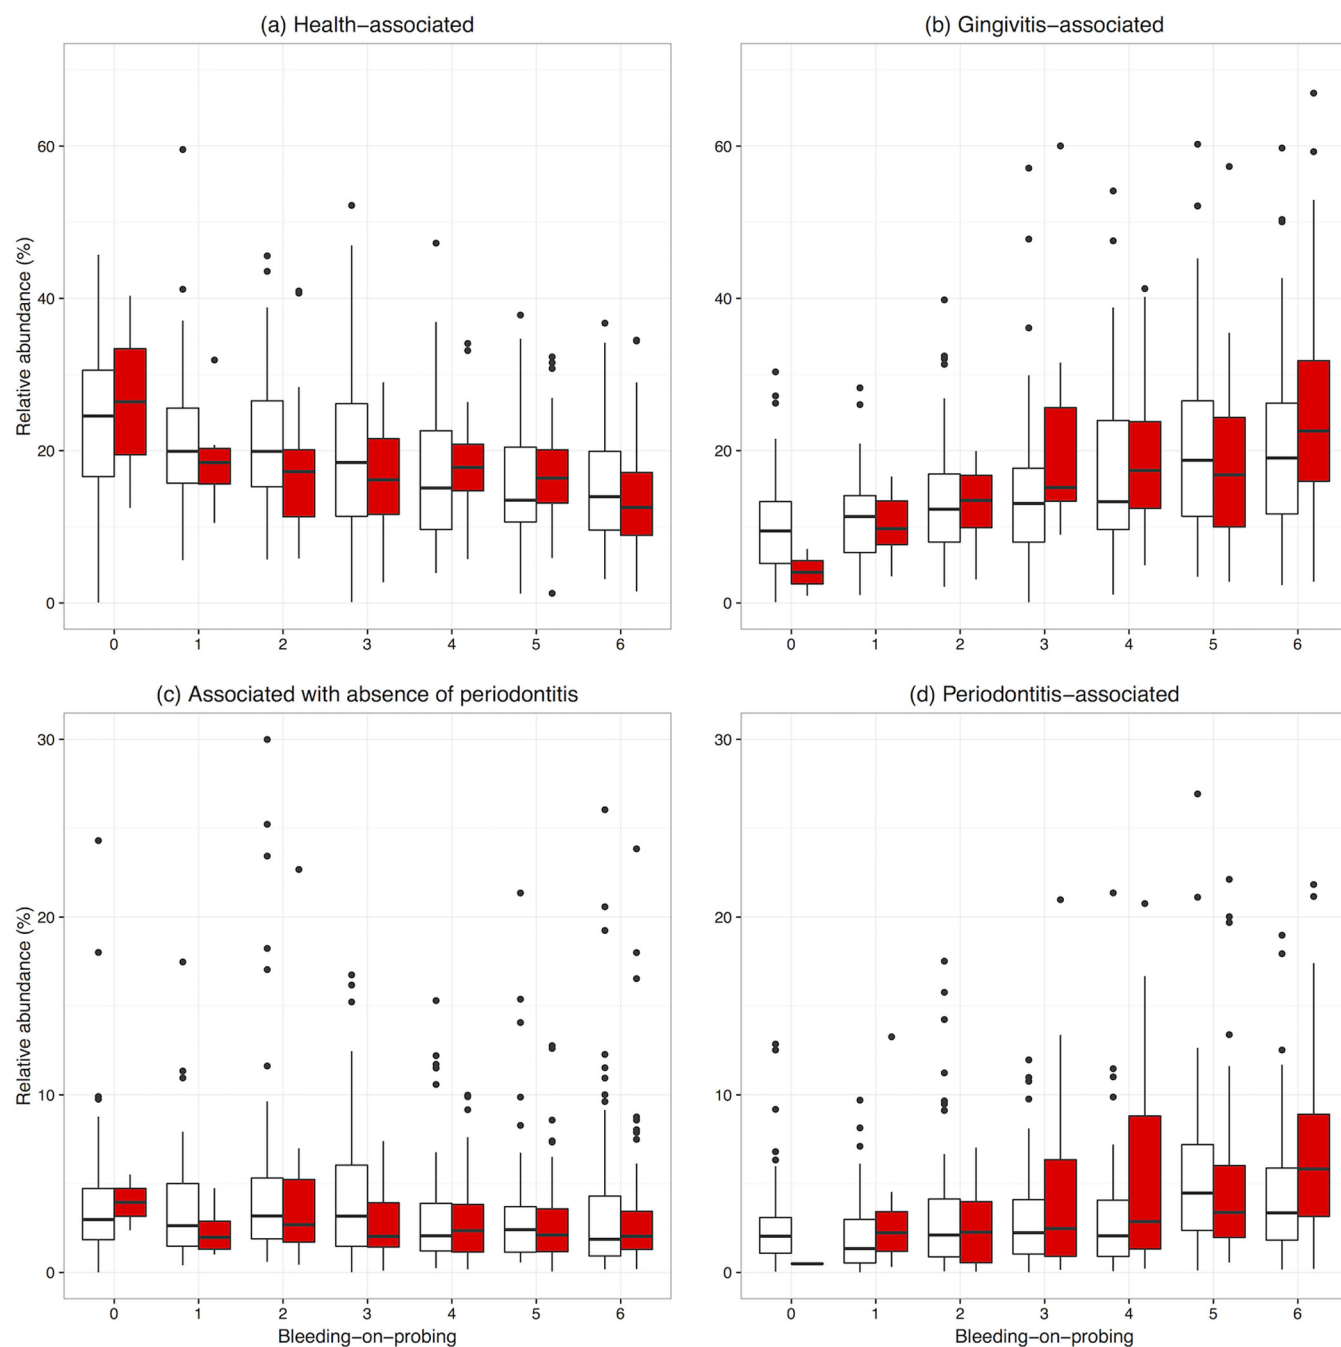 (a) Health−associated
(b) Gingivitis−associated
Relative abundance (%)
60
40
20
0
0 1 2 3 4 5 6
60
40
20
0
0 1 2 3 4 5 6
(c) Associated with absence of periodontitis
(d) Periodontitis−associated
Relative abundance (%)
30
20
10
0
0 1 2 3 4 5 6
Bleeding−on−probing
30
20
10
0
0 1 2 3 4 5 6
Bleeding−on−probing